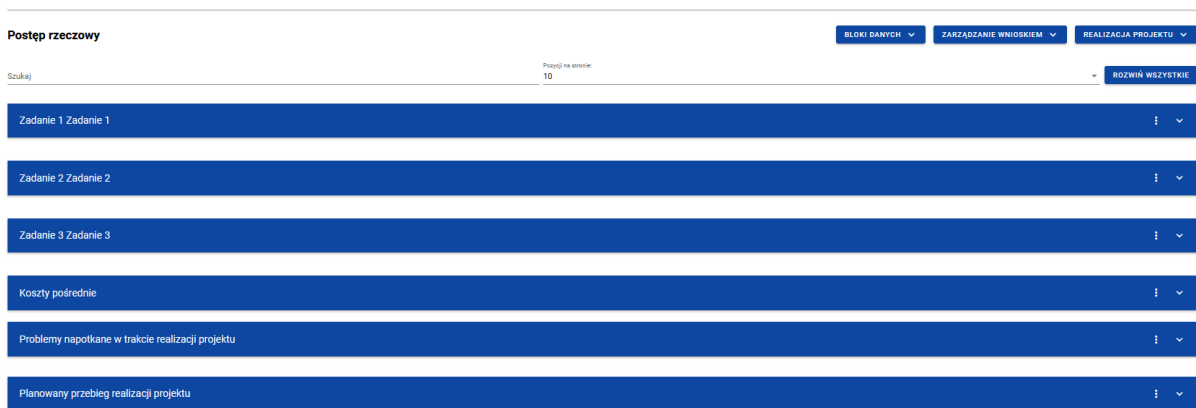 Postęp rzeczowy
BLOKI DANYCH
ZARZĄDZANIE WNIOSKIEM
REALIZACJA PROJEKTU
Szukaj
Pozycji na stronie:
10
ROZWIŃ WSZYSTKIE
Zadanie 1 Zadanie 1
Zadanie 2 Zadanie 2
Zadanie 3 Zadanie 3
Koszty pośrednie
Problemy napotkane w trakcie realizacji projektu
Planowany przebieg realizacji projektu